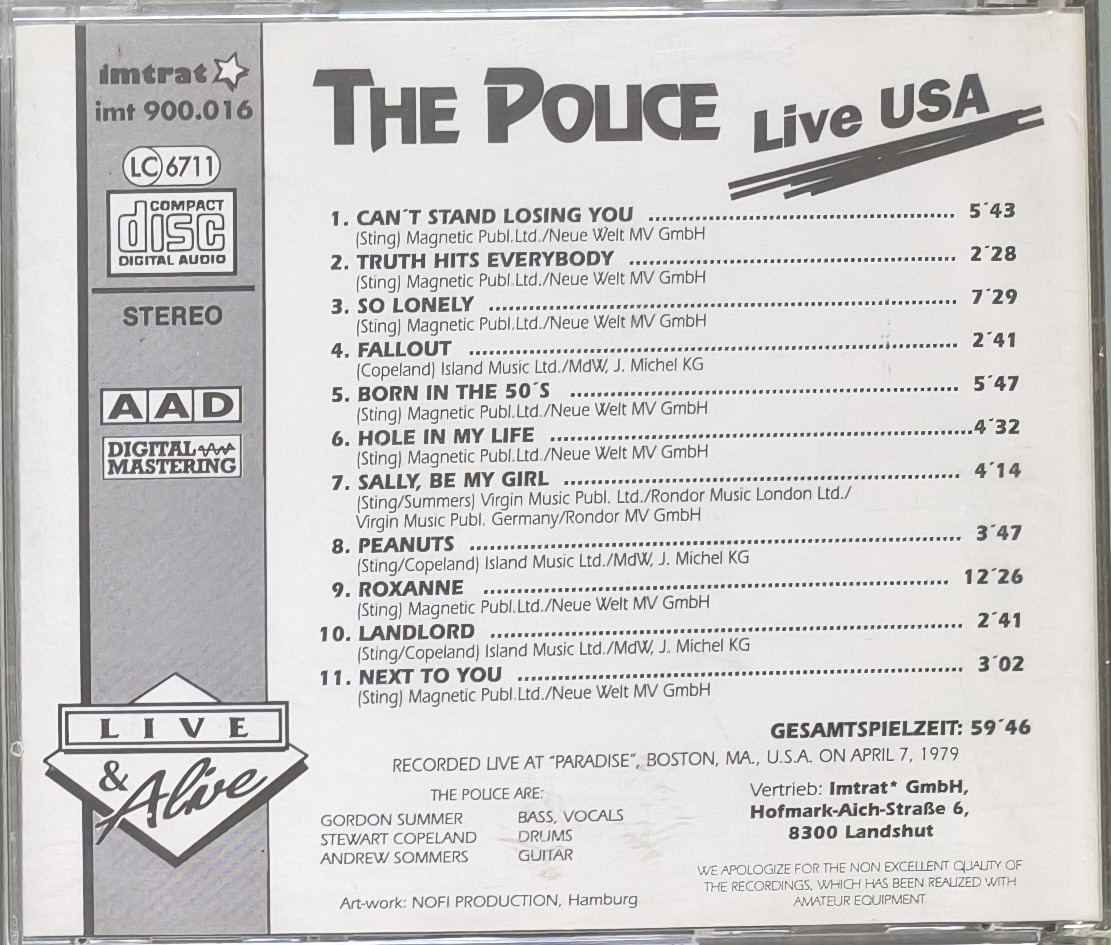 imtrat
imt 900.016
LC 6711
COMPACT
disc
DIGITAL AUDIO
STEREO
AAD
DIGITAL
MASTERING
LIVE
& Alive
THE POLICE Live USA
1. CAN´T STAND LOSING YOU ........ 5´43
(Sting) Magnetic Publ.Ltd./Neue Welt MV GmbH
2. TRUTH HITS EVERYBODY ........ 2´28
(Sting) Magnetic Publ.Ltd./Neue Welt MV GmbH
3. SO LONELY ........ 7´29
(Sting) Magnetic Publ.Ltd./Neue Welt MV GmbH
4. FALLOUT ........ 2´41
(Copeland) Island Music Ltd./MdW, J. Michel KG
5. BORN IN THE 50´S ........ 5´47
(Sting) Magnetic Publ.Ltd./Neue Welt MV GmbH
6. HOLE IN MY LIFE ........ 4´32
(Sting) Magnetic Publ.Ltd./Neue Welt MV GmbH
7. SALLY, BE MY GIRL ........ 4´14
(Sting/Summers) Virgin Music Publ. Ltd./Rondor Music London Ltd./
Virgin Music Publ. Germany/Rondor MV GmbH
8. PEANUTS ........ 3´47
(Sting/Copeland) Island Music Ltd./MdW, J. Michel KG
9. ROXANNE ........ 12´26
(Sting) Magnetic Publ.Ltd./Neue Welt MV GmbH
10. LANDLORD ........ 2´41
(Sting/Copeland) Island Music Ltd./MdW, J. Michel KG
11. NEXT TO YOU ........ 3´02
(Sting) Magnetic Publ.Ltd./Neue Welt MV GmbH
GESAMTSPIELZEIT: 59´46
RECORDED LIVE AT "PARADISE", BOSTON, MA., U.S.A. ON APRIL 7, 1979
THE POLICE ARE:
GORDON SUMMER BASS, VOCALS
STEWART COPELAND DRUMS
ANDREW SOMMERS GUITAR
Art-work: NOFI PRODUCTION, Hamburg
Vertrieb: Imtrat* GmbH,
Hofmark-Aich-Straße 6,
8300 Landshut
WE APOLOGIZE FOR THE NON EXCELLENT QUALITY OF
THE RECORDINGS, WHICH HAS BEEN REALIZED WITH
AMATEUR EQUIPMENT.